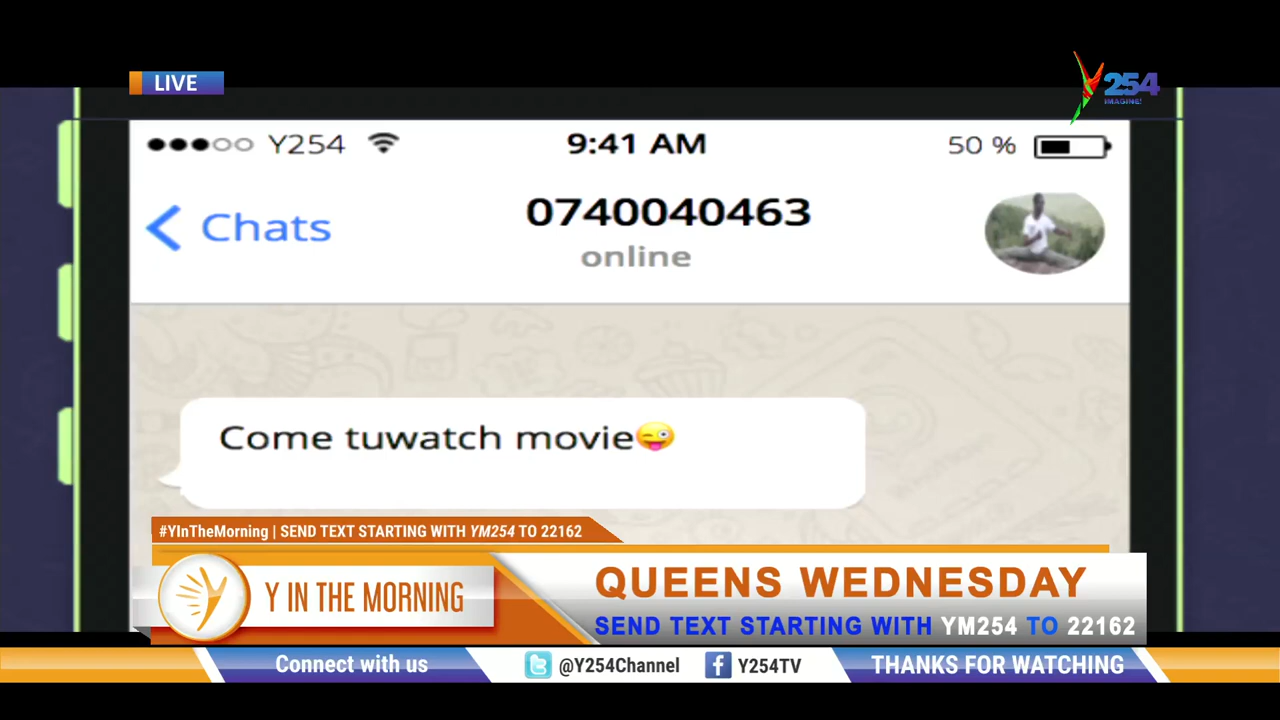 LIVE
Y254
IMAGINE!
Y254
9:41 AM
50 %
Chats
0740040463
online
Come tuwatch movie😜
#YInTheMorning | SEND TEXT STARTING WITH YM254 TO 22162
Y IN THE MORNING
QUEENS WEDNESDAY
SEND TEXT STARTING WITH YM254 TO 22162
Connect with us
@Y254Channel
Y254TV
THANKS FOR WATCHING